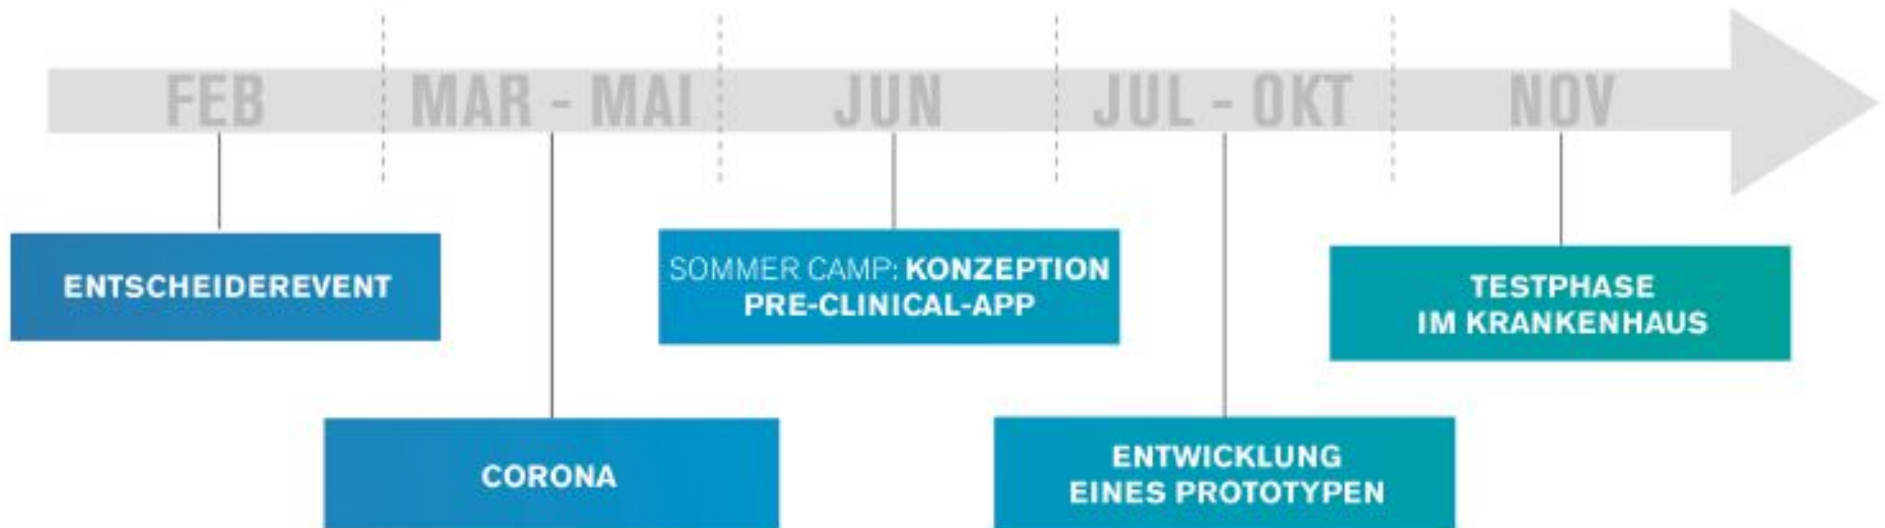 FEB
MAR - MAI
JUN
JUL - OKT
NOV
ENTSCHEIDEREVENT
CORONA
SOMMER CAMP: KONZEPTION
PRE-CLINICAL-APP
ENTWICKLUNG
EINES PROTOTYPEN
TESTPHASE
IM KRANKENHAUS